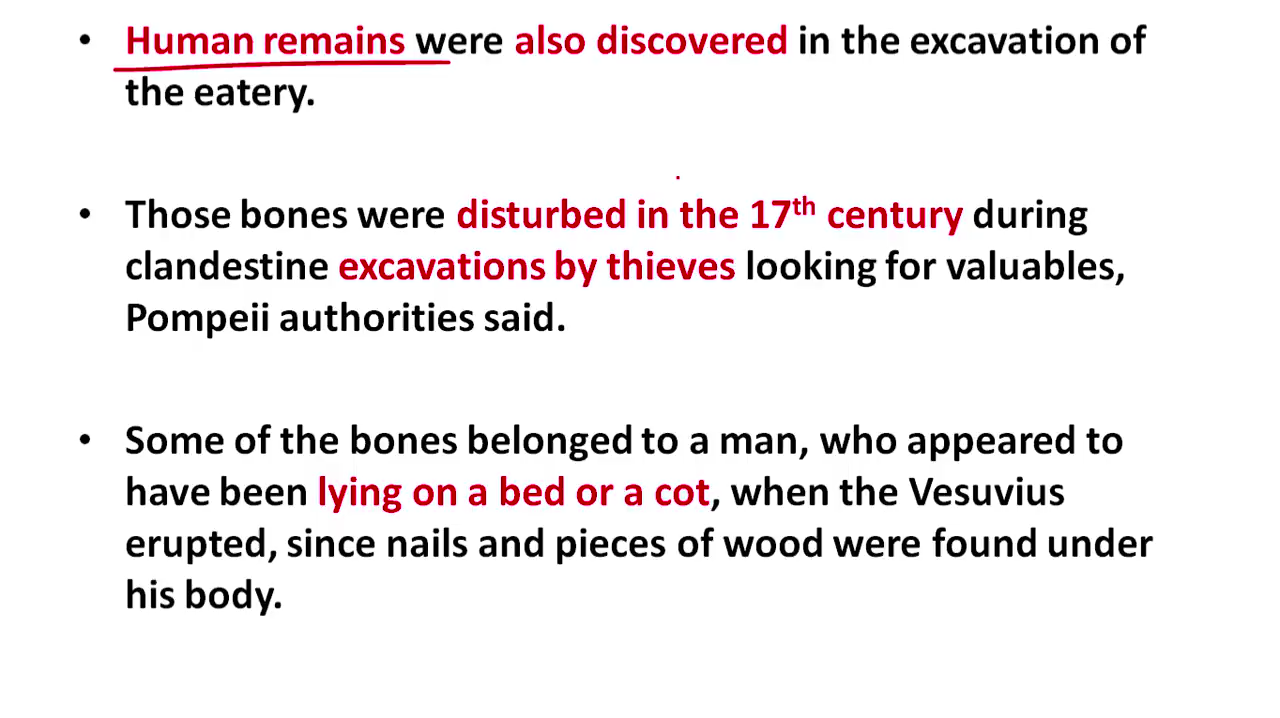 • Human remains were also discovered in the excavation of
the eatery.
• Those bones were disturbed in the 17th century during
clandestine excavations by thieves looking for valuables,
Pompeii authorities said.
• Some of the bones belonged to a man, who appeared to
have been lying on a bed or a cot, when the Vesuvius
erupted, since nails and pieces of wood were found under
his body.